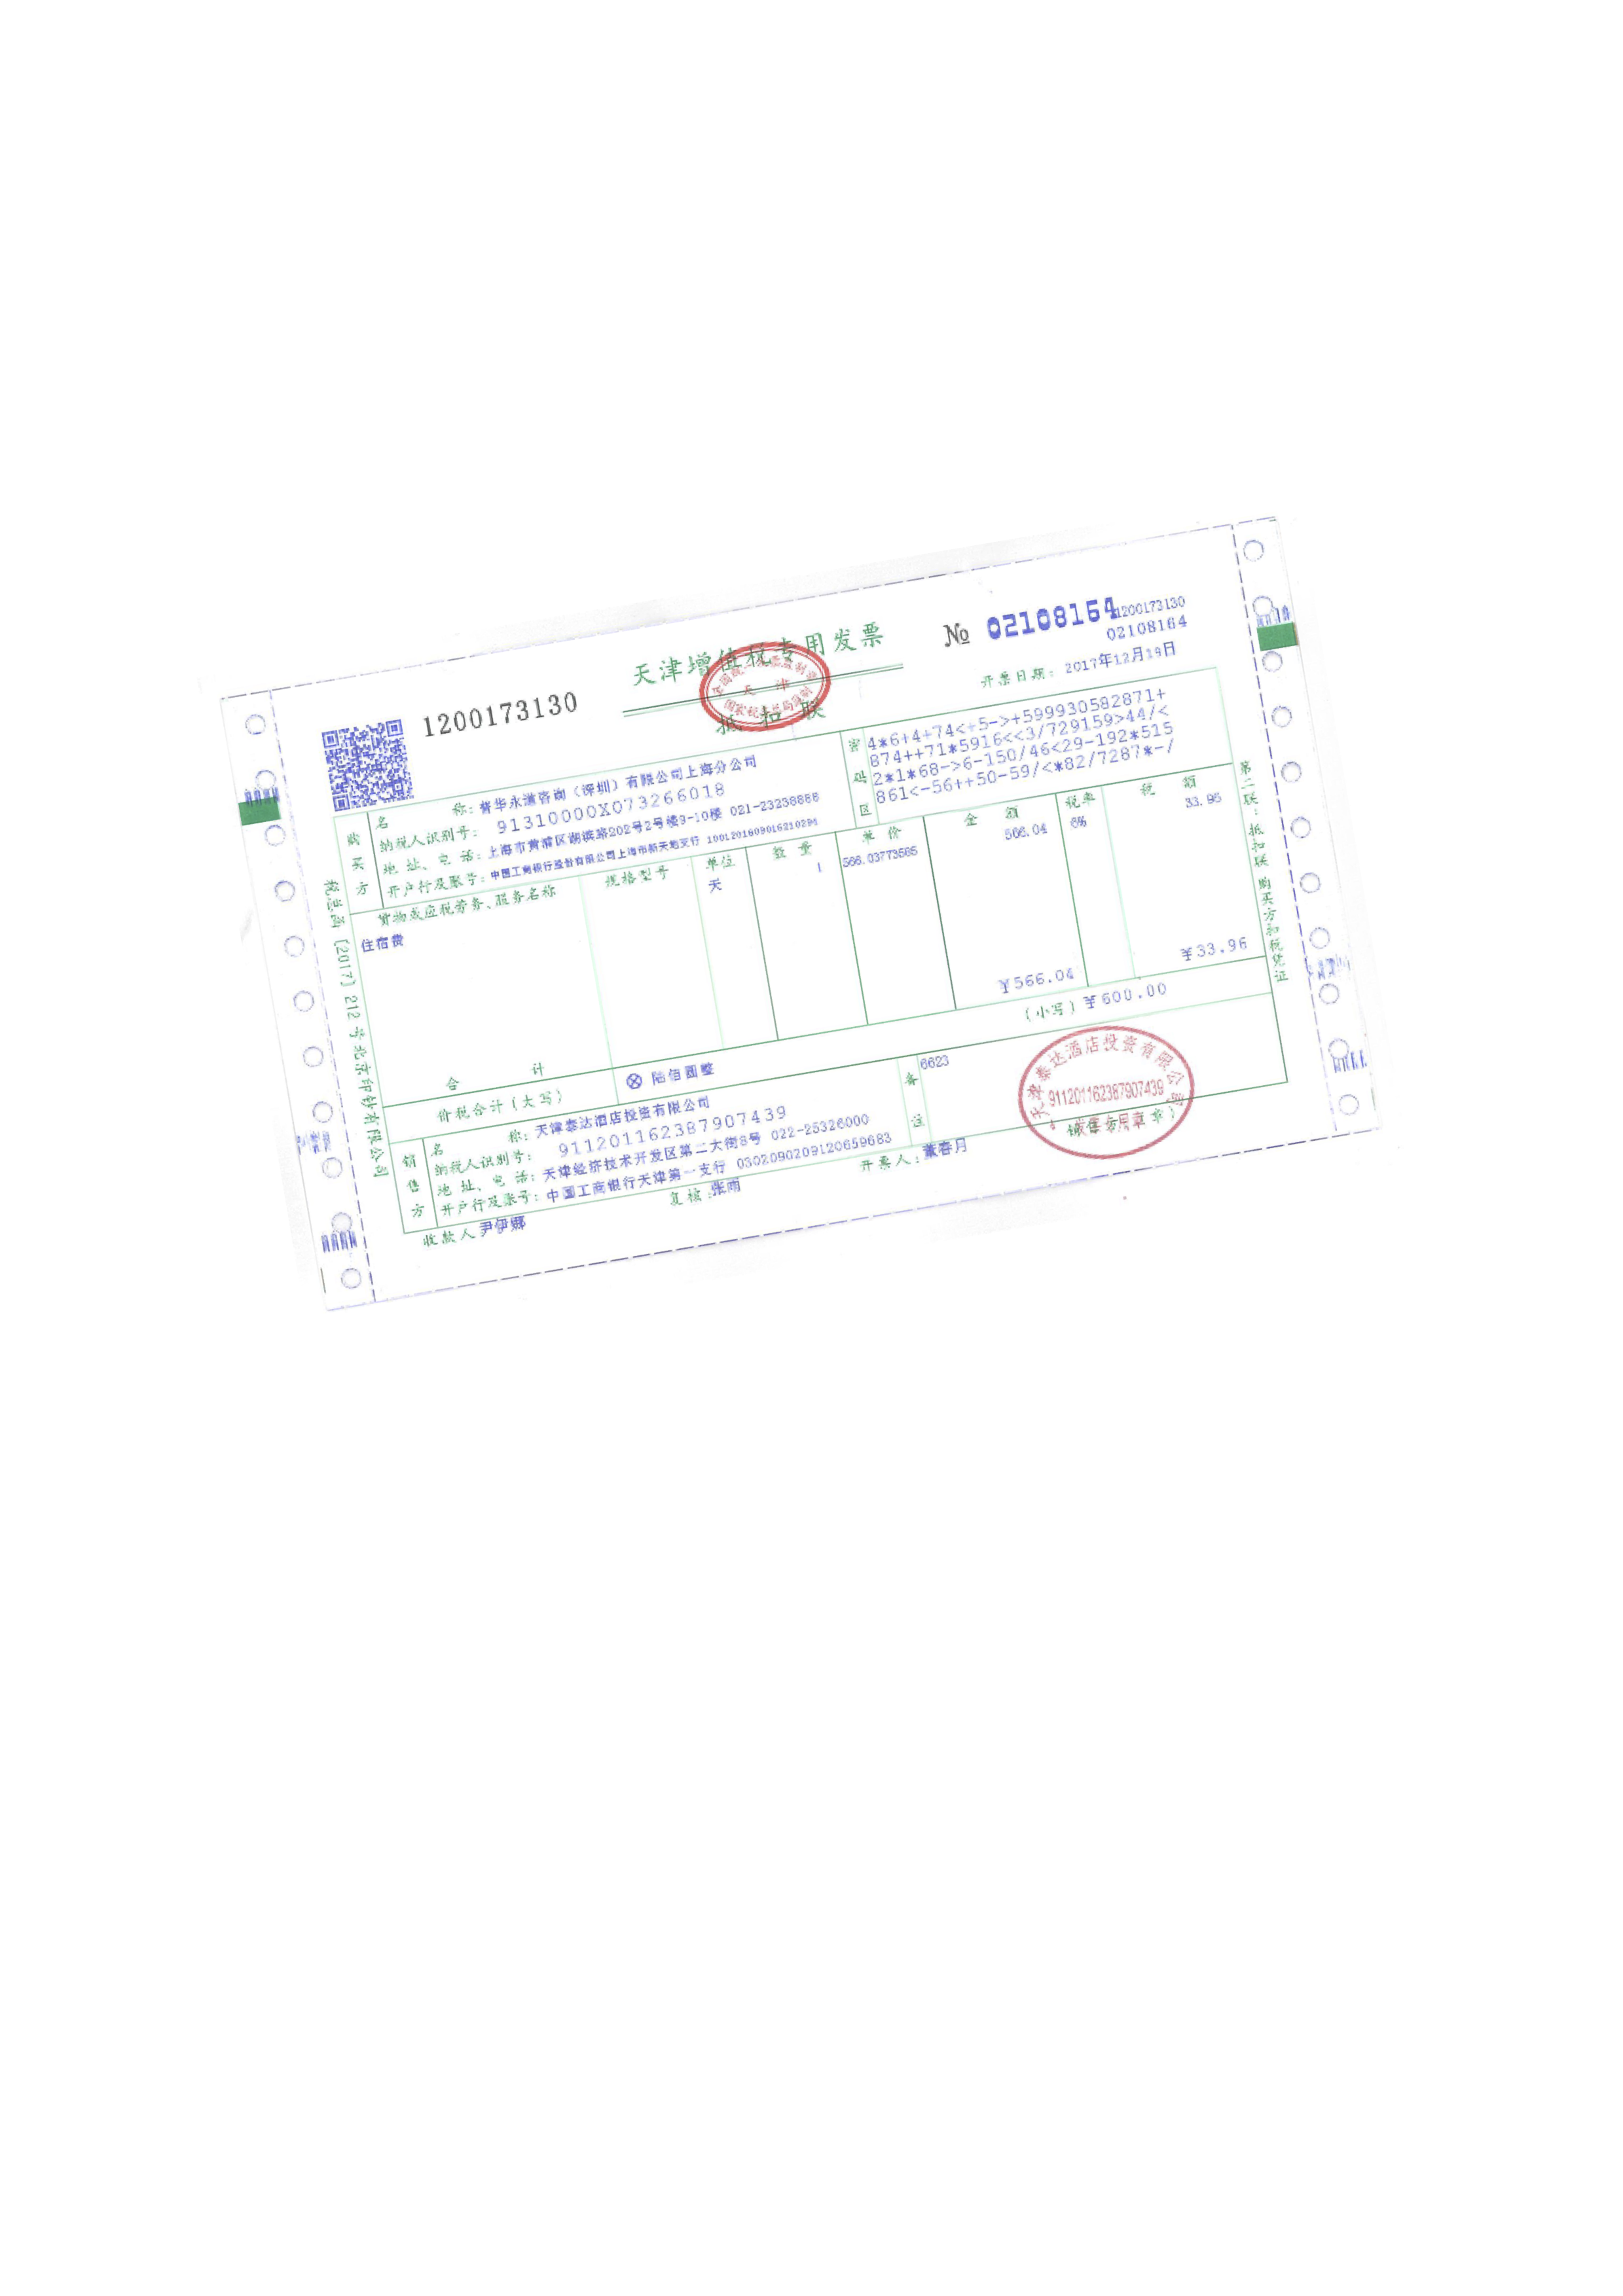 1200173130
天津增值税专用发票
抵扣联
№ 02108164
1200173130
02108164
开票日期：2017年12月19日
全国统一发票监制章
天津
国家税务总局监制
购买方
名称：普华永道咨询（深圳）有限公司上海分公司
纳税人识别号：91310000X073266018
地址、电话：上海市黄浦区湖滨路202号2号楼9-10楼 021-23238888
开户行及账号：中国工商银行股份有限公司上海市新天地支行 1001201609016210294
密码区
4*6+4+74<+5->+599930582871+
874++71*5916<<3/729159>44/<
2*1*68->6-150/46<29-192*515
861<-56++50-59/<*82/7287*-/
货物或应税劳务、服务名称 规格型号 单位 数量 单价 金额 税率 税额
住宿费 天 1 566.03773585 566.04 6% 33.96
合计 ￥566.04 ￥33.96
价税合计（大写） ⊗ 陆佰圆整 （小写）￥600.00
销售方
名称：天津泰达酒店投资有限公司
纳税人识别号：911201162387907439
地址、电话：天津经济技术开发区第二大街8号 022-25326000
开户行及账号：中国工商银行天津第一支行 0302090209120659683
备注
6623
天津泰达酒店投资有限公司
911201162387907439
发票专用章
销售方：（章）
收款人：尹伊娜
复核：张雨
开票人：董春月
税总函〔2017〕212号北京印钞有限公司
第二联：抵扣联 购买方扣税凭证